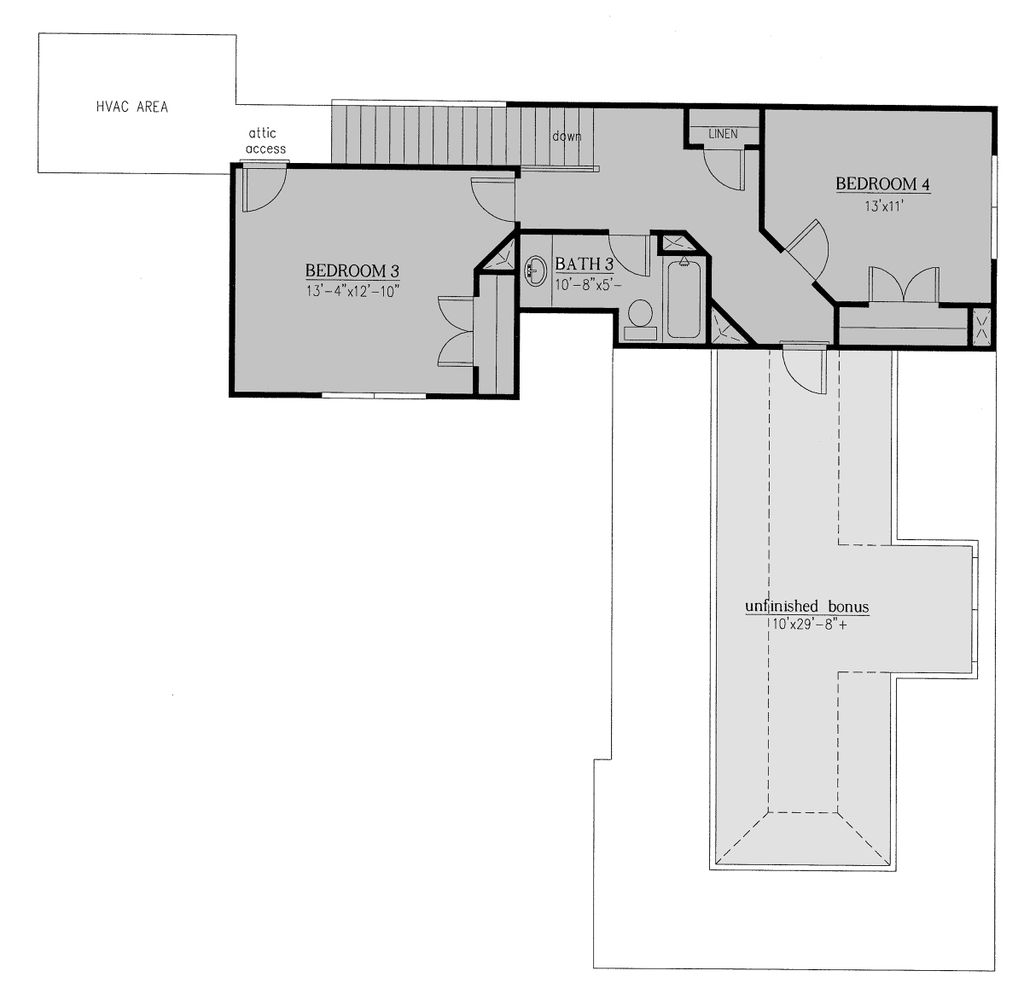 HVAC AREA
attic
access
down
LINEN
BEDROOM 4
13'x11'
BEDROOM 3
13'-4"x12'-10"
BATH 3
10'-8"x5'-
unfinished bonus
10'x29'-8"+